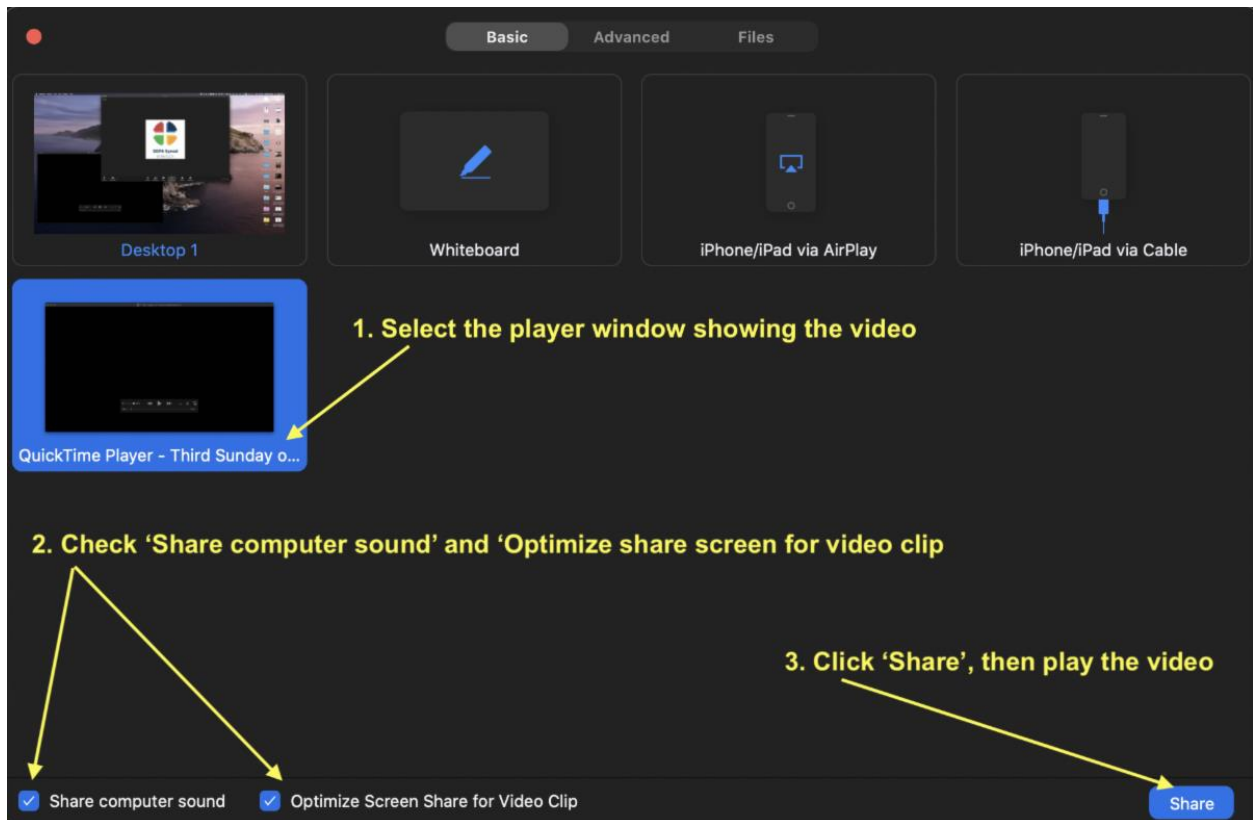 Basic Advanced Files
Desktop 1 Whiteboard iPhone/iPad via AirPlay iPhone/iPad via Cable
1. Select the player window showing the video
QuickTime Player - Third Sunday o...
2. Check ‘Share computer sound’ and ‘Optimize share screen for video clip
3. Click ‘Share’, then play the video
Share computer sound Optimize Screen Share for Video Clip Share